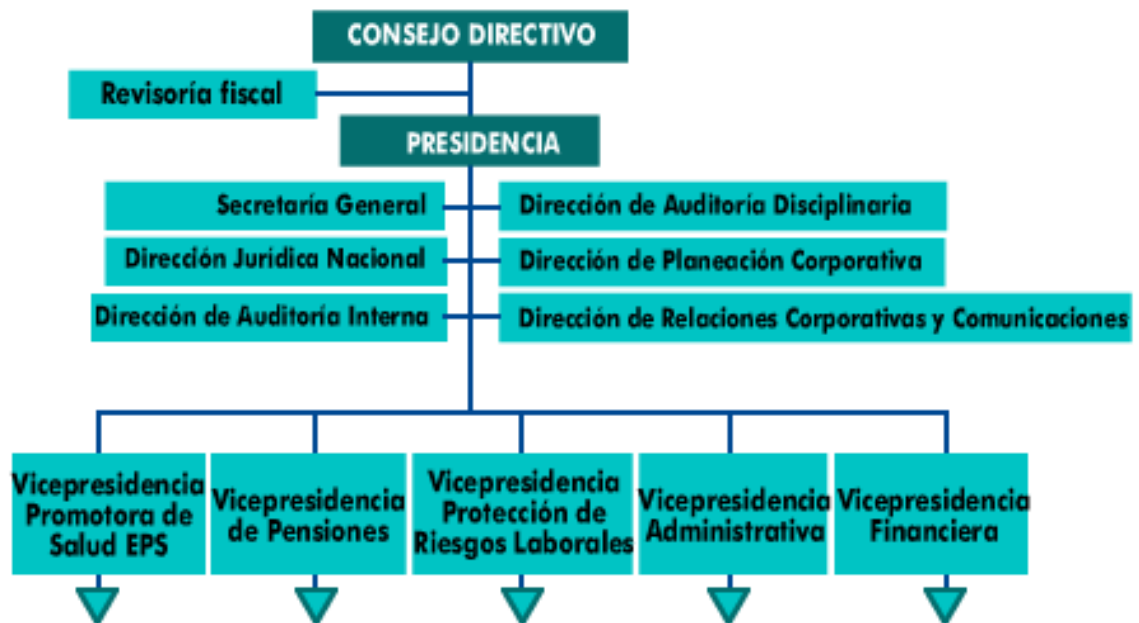 CONSEJO DIRECTIVO
Revisoría fiscal
PRESIDENCIA
Secretaría General
Dirección de Auditoría Disciplinaria
Dirección Jurídica Nacional
Dirección de Planeación Corporativa
Dirección de Auditoría Interna
Dirección de Relaciones Corporativas y Comunicaciones
Vicepresidencia
Promotora de
Salud EPS
Vicepresidencia
de Pensiones
Vicepresidencia
Protección de
Riesgos Laborales
Vicepresidencia
Administrativa
Vicepresidencia
Financiera